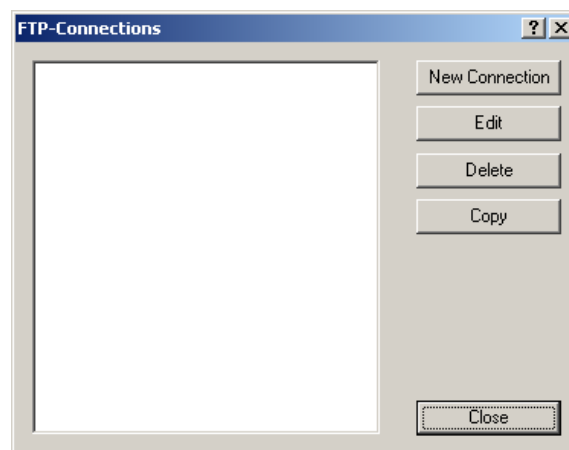 FTP-Connections
New Connection
Edit
Delete
Copy
Close